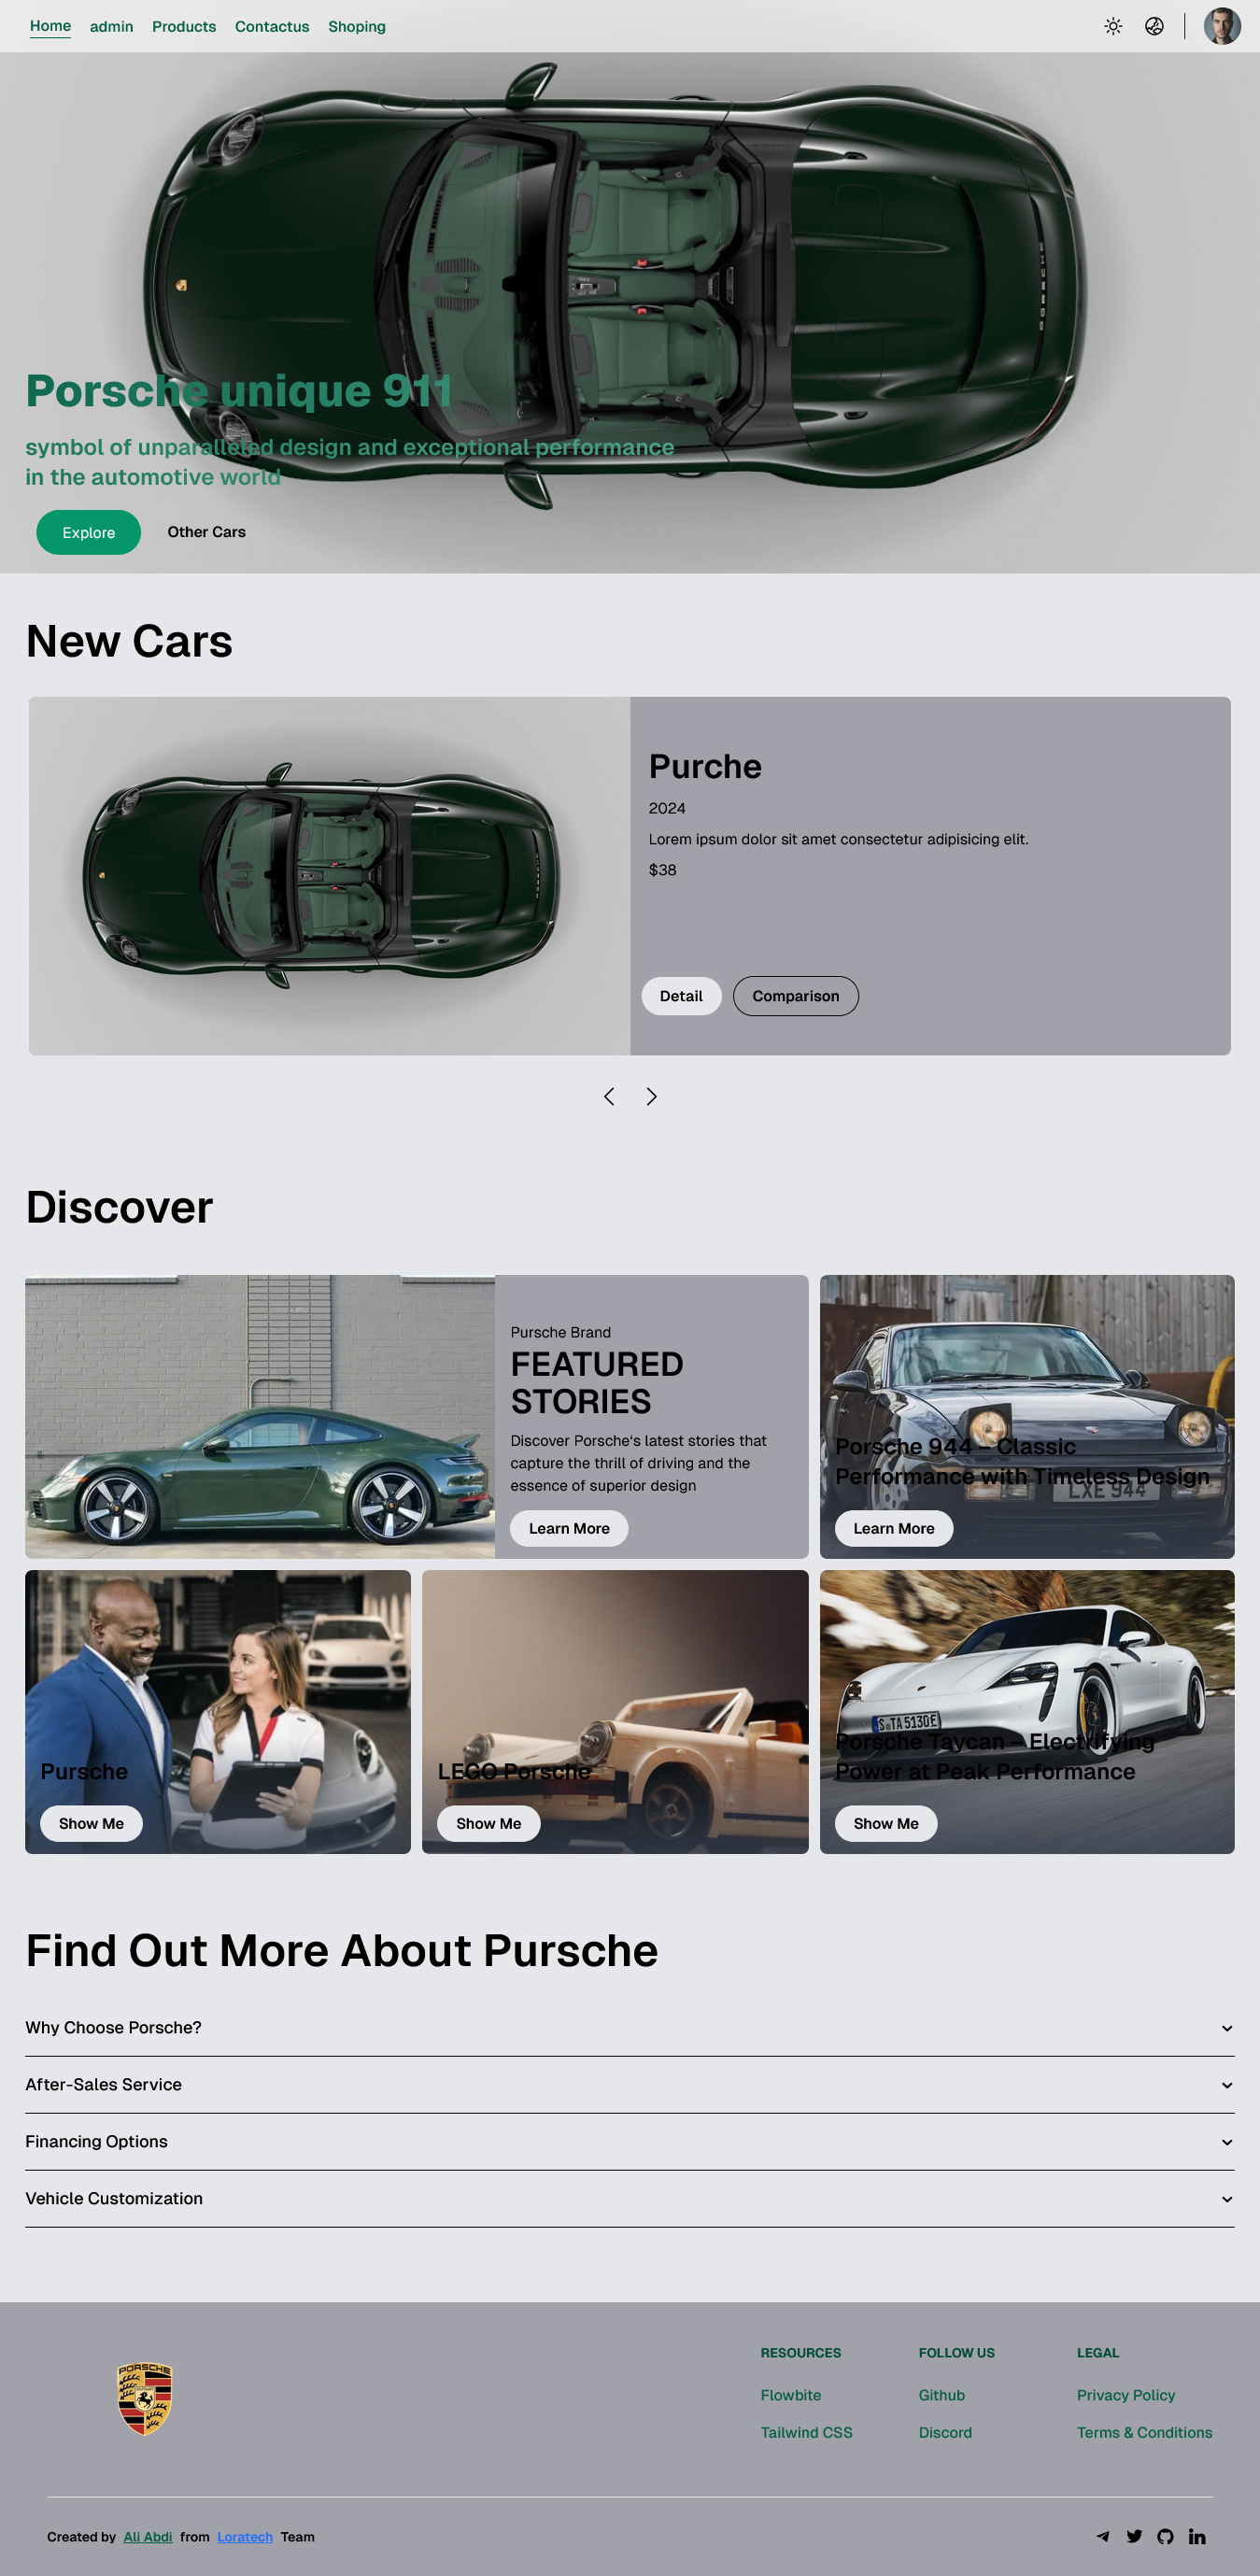 Home admin Products Contactus Shoping
Porsche unique 911
symbol of unparalleled design and exceptional performance
in the automotive world
Explore Other Cars
New Cars
Purche
2024
Lorem ipsum dolor sit amet consectetur adipisicing elit.
$38
Detail Comparison
Discover
Pursche Brand
FEATURED
STORIES
Discover Porsche's latest stories that
capture the thrill of driving and the
essence of superior design
Learn More
LXE 944
Porsche 944 – Classic
Performance with Timeless Design
Learn More
Pursche
Show Me
LEGO Porsche
Show Me
S TA 5130E
Porsche Taycan – Electrifying
Power at Peak Performance
Show Me
Find Out More About Pursche
Why Choose Porsche?
After-Sales Service
Financing Options
Vehicle Customization
PORSCHE
RESOURCES
Flowbite
Tailwind CSS
FOLLOW US
Github
Discord
LEGAL
Privacy Policy
Terms & Conditions
Created by Ali Abdi from Loratech Team